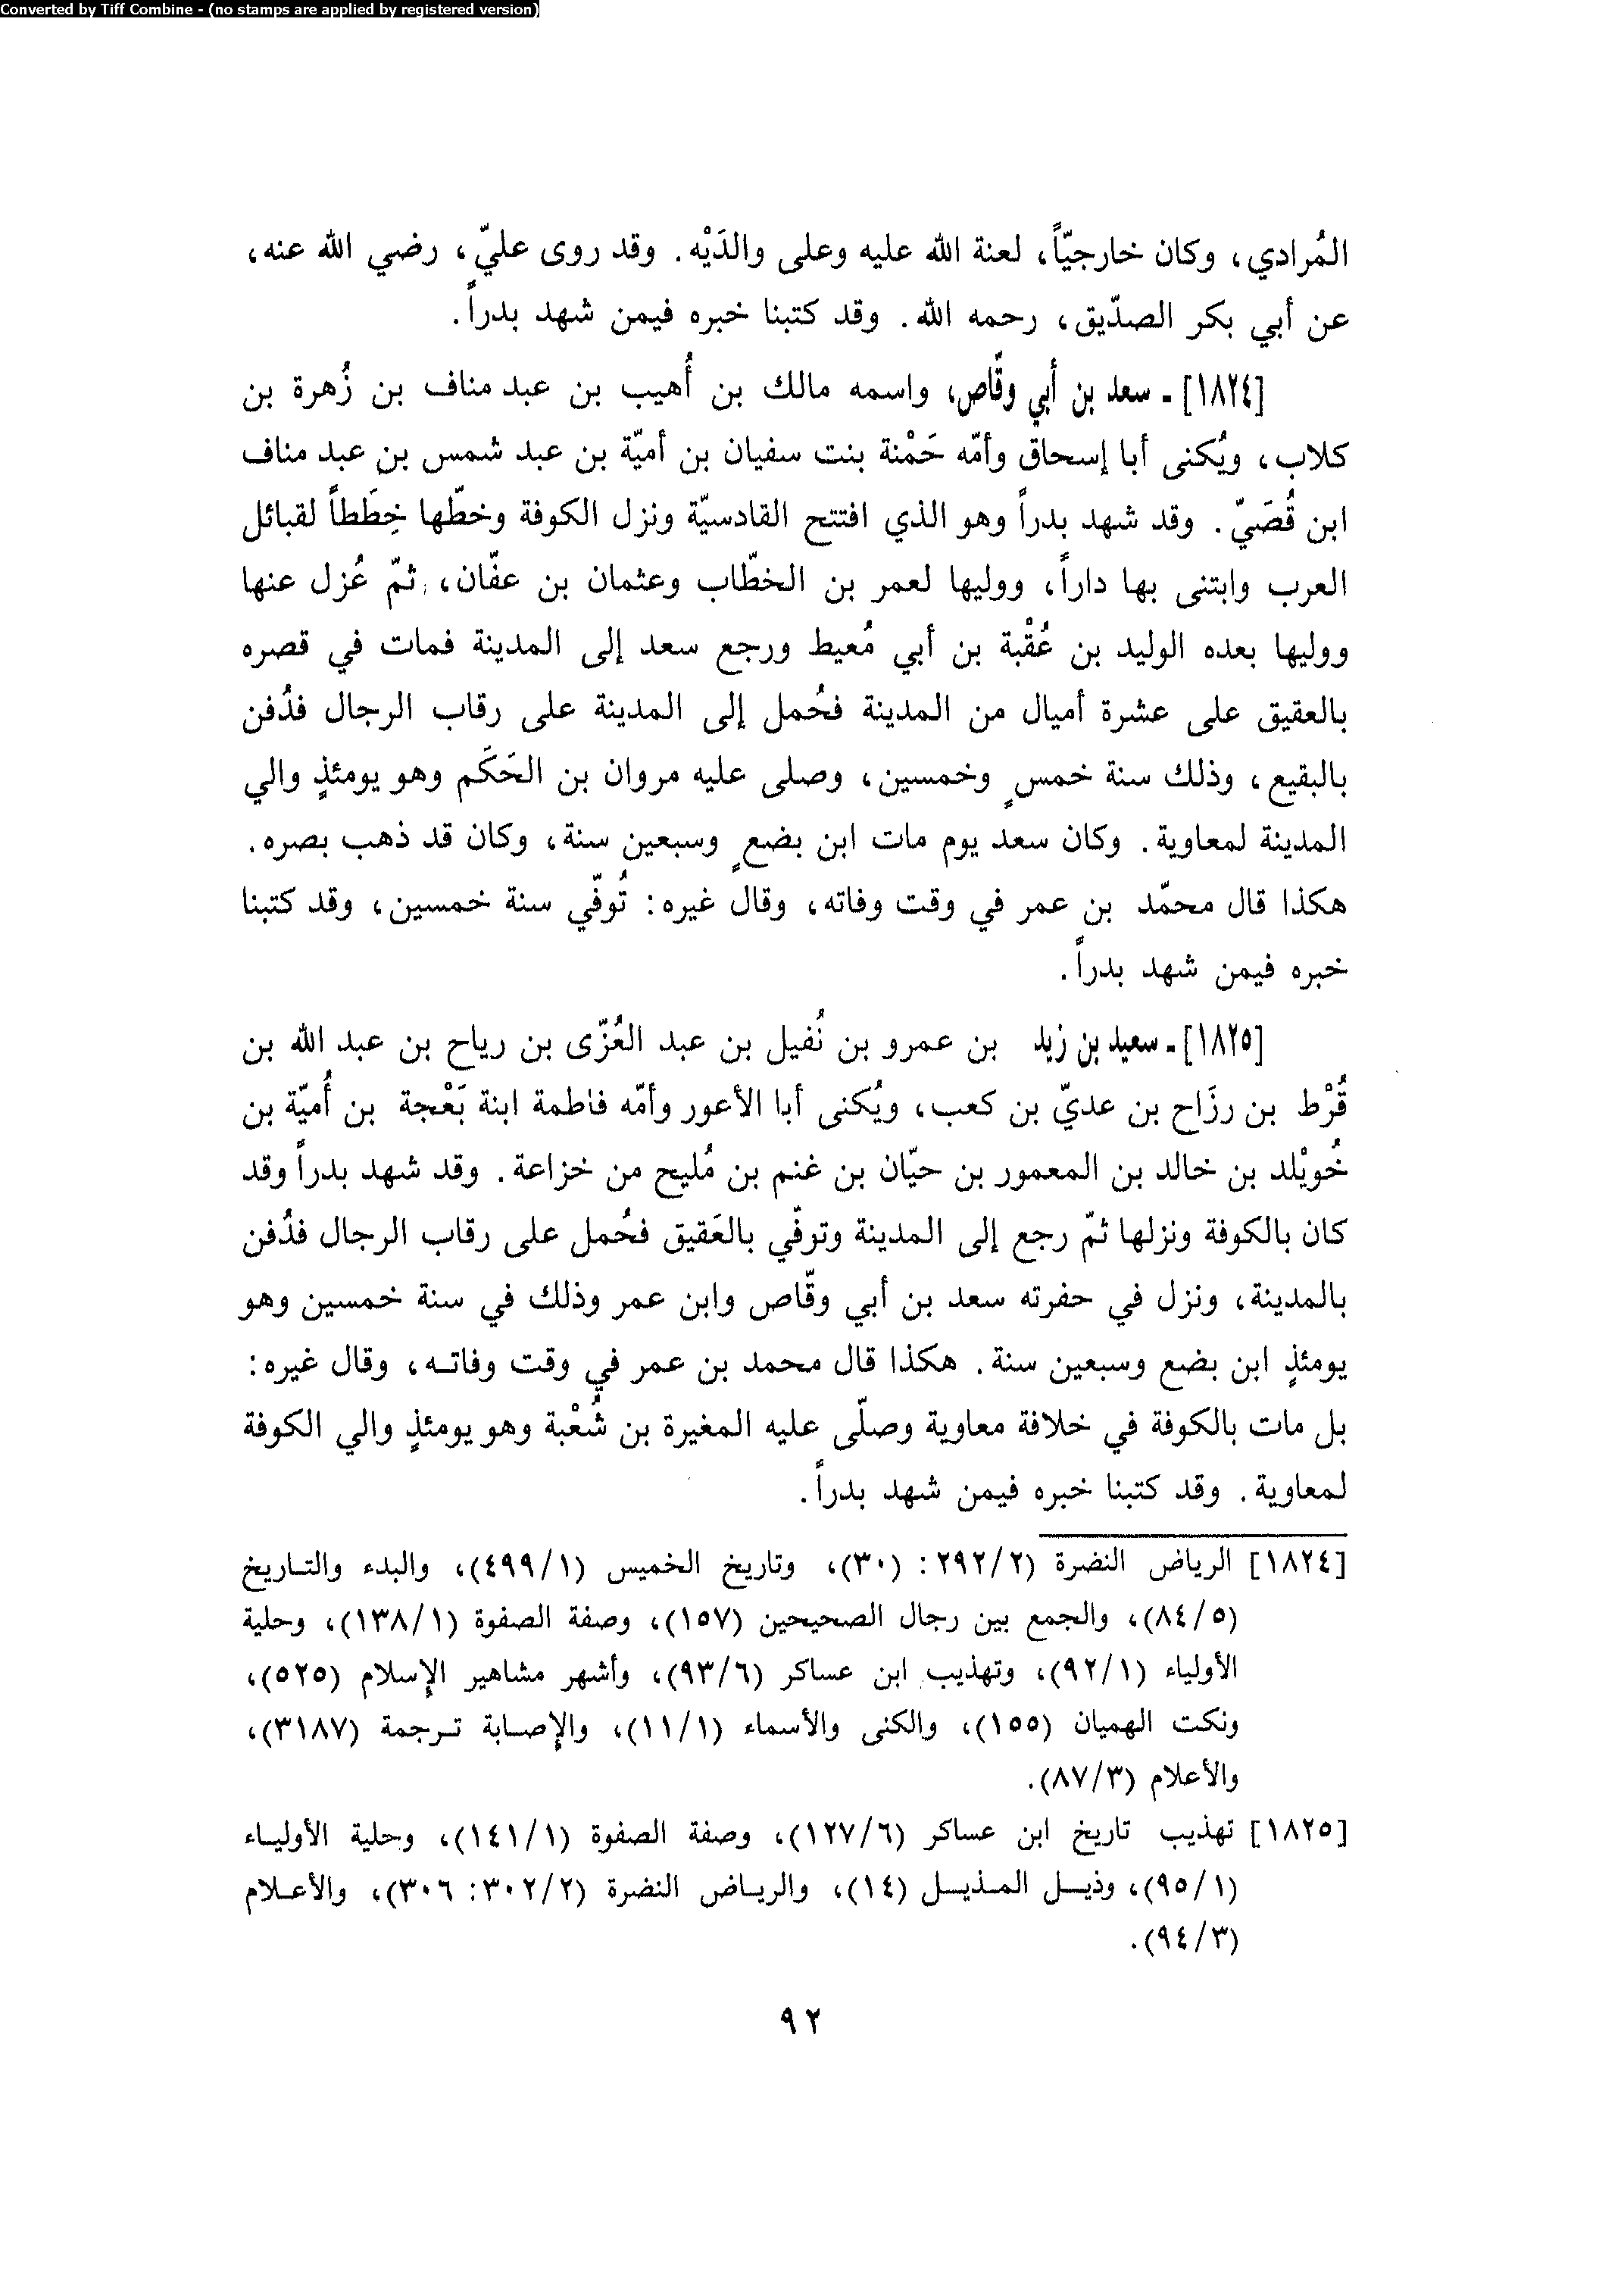 Converted by Tiff Combine - (no stamps are applied by registered version)
المُرادي، وكان خارجيّاً، لعنة الله عليه وعلى والدَيْه. وقد روى عليّ، رضي الله عنه،
عن أبي بكر الصدّيق، رحمه الله. وقد كتبنا خبره فيمن شهد بدراً.
[١٨٢٤] ـ سعد بن أبي وقّاص، واسمه مالك بن أُهيب بن عبد مناف بن زُهرة بن
كلاب، ويُكنى أبا إسحاق وأمّه حَمْنة بنت سفيان بن أميّة بن عبد شمس بن عبد مناف
ابن قُصَيّ. وقد شهد بدراً وهو الذي افتتح القادسيّة ونزل الكوفة وخطّها خِطَطاً لقبائل
العرب وابتنى بها داراً، ووليها لعمر بن الخطّاب وعثمان بن عفّان، ثمّ عُزل عنها
ووليها بعده الوليد بن عُقْبة بن أبي مُعيط ورجع سعد إلى المدينة فمات في قصره
بالعقيق على عشرة أميال من المدينة فحُمل إلى المدينة على رقاب الرجال فدُفن
بالبقيع، وذلك سنة خمسٍ وخمسين، وصلى عليه مروان بن الحَكَم وهو يومئذٍ والي
المدينة لمعاوية. وكان سعد يوم مات ابن بضعٍ وسبعين سنة، وكان قد ذهب بصره.
هكذا قال محمّد بن عمر في وقت وفاته، وقال غيره: تُوفّي سنة خمسين، وقد كتبنا
خبره فيمن شهد بدراً.
[١٨٢٥] ـ سعيد بن زيد بن عمرو بن نُفيل بن عبد العُزّى بن رياح بن عبد الله بن
قُرْط بن رزَاح بن عديّ بن كعب، ويُكنى أبا الأعور وأمّه فاطمة ابنة بَعْجة بن أُميّة بن
خُويْلد بن خالد بن المعمور بن حيّان بن غنم بن مُليح من خزاعة. وقد شهد بدراً وقد
كان بالكوفة ونزلها ثمّ رجع إلى المدينة وتوفّي بالعَقيق فحُمل على رقاب الرجال فدُفن
بالمدينة، ونزل في حفرته سعد بن أبي وقّاص وابن عمر وذلك في سنة خمسين وهو
يومئذٍ ابن بضع وسبعين سنة. هكذا قال محمد بن عمر في وقت وفاتـه، وقال غيره:
بل مات بالكوفة في خلافة معاوية وصلّى عليه المغيرة بن شُعْبة وهو يومئذٍ والي الكوفة
لمعاوية. وقد كتبنا خبره فيمن شهد بدراً.
[١٨٢٤] الرياض النضرة (٢٩٢/٢ : ٣٠)، وتاريخ الخميس (٤٩٩/١)، والبدء والتـاريخ
(٨٤/٥)، والجمع بين رجال الصحيحين (١٥٧)، وصفة الصفوة (١٣٨/١)، وحلية
الأولياء (٩٢/١)، وتهذيب ابن عساكر (٩٣/٦)، وأشهر مشاهير الإسلام (٥٢٥)،
ونكت الهميان (١٥٥)، والكنى والأسماء (١١/١)، والإصـابة تـرجمة (٣١٨٧)،
والأعلام (٨٧/٣).
[١٨٢٥] تهذيب تاريخ ابن عساكر (١٢٧/٦)، وصفة الصفوة (١٤١/١)، وحلية الأوليـاء
(٩٥/١)، وذيـل المـذيـل (١٤)، والريـاض النضرة (٣٠٢/٢: ٣٠٦)، والأعـلام
(٩٤/٣).
٩٢